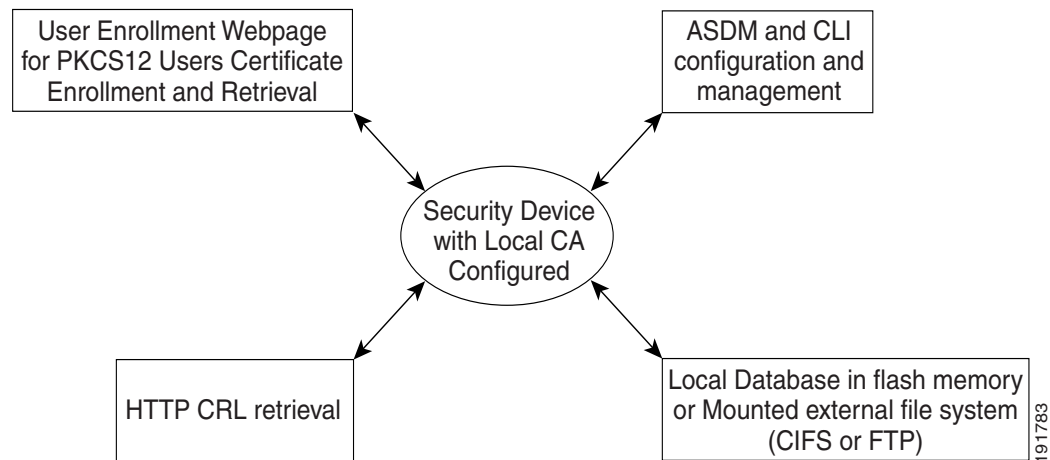 User Enrollment Webpage
for PKCS12 Users Certificate
Enrollment and Retrieval
ASDM and CLI
configuration and
management
Security Device
with Local CA
Configured
HTTP CRL retrieval
Local Database in flash memory
or Mounted external file system
(CIFS or FTP)
191783